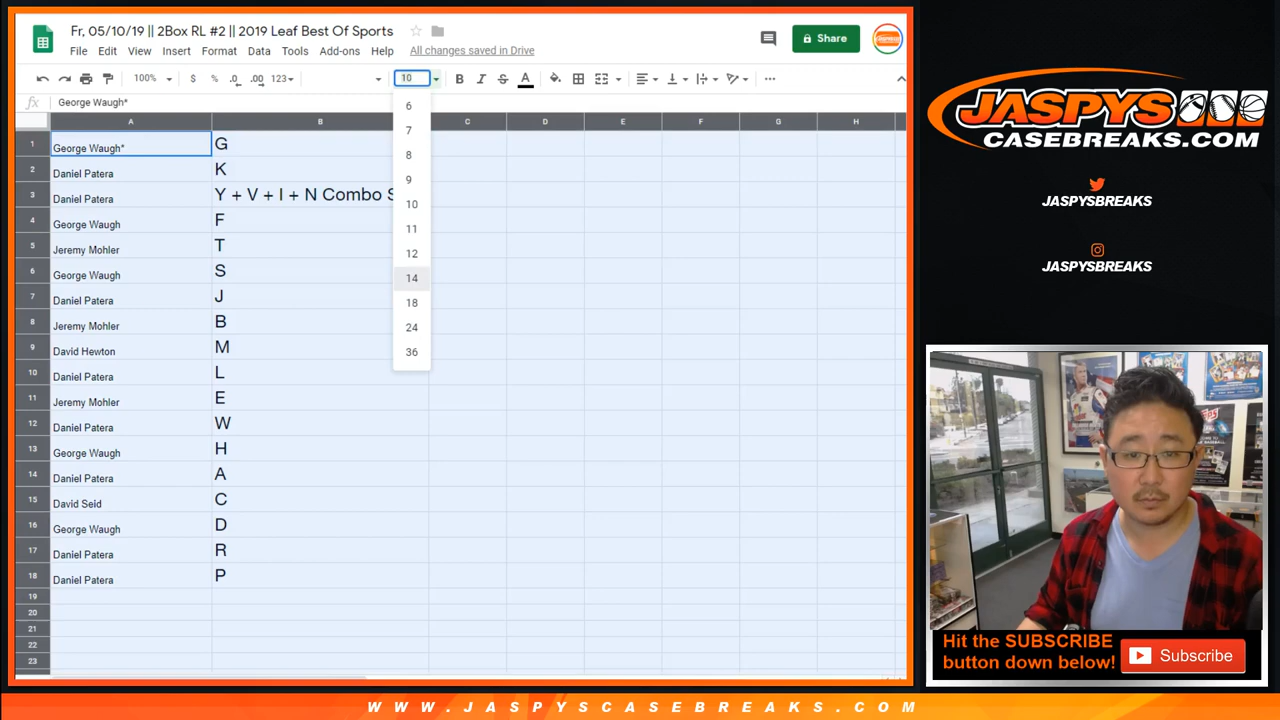 Fr, 05/10/19 || 2Box RL #2 || 2019 Leaf Best Of Sports
File Edit View Insert Format Data Tools Add-ons Help All changes saved in Drive
Share
100% $ % .0 .00 123 10 B I S A
fx George Waugh*
A B C D E F G H
1 George Waugh* G
2 Daniel Patera K
3 Daniel Patera Y + V + I + N Combo S
4 George Waugh F
5 Jeremy Mohler T
6 George Waugh S
7 Daniel Patera J
8 Jeremy Mohler B
9 David Hewton M
10 Daniel Patera L
11 Jeremy Mohler E
12 Daniel Patera W
13 George Waugh H
14 Daniel Patera A
15 David Seid C
16 George Waugh D
17 Daniel Patera R
18 Daniel Patera P
19
20
21
22
23
6
7
8
9
10
11
12
14
18
24
36
JASPYS
CASEBREAKS.COM
JASPYSBREAKS
JASPYSBREAKS
Hit the SUBSCRIBE
button down below!
Subscribe
WWW.JASPYSCASEBREAKS.COM